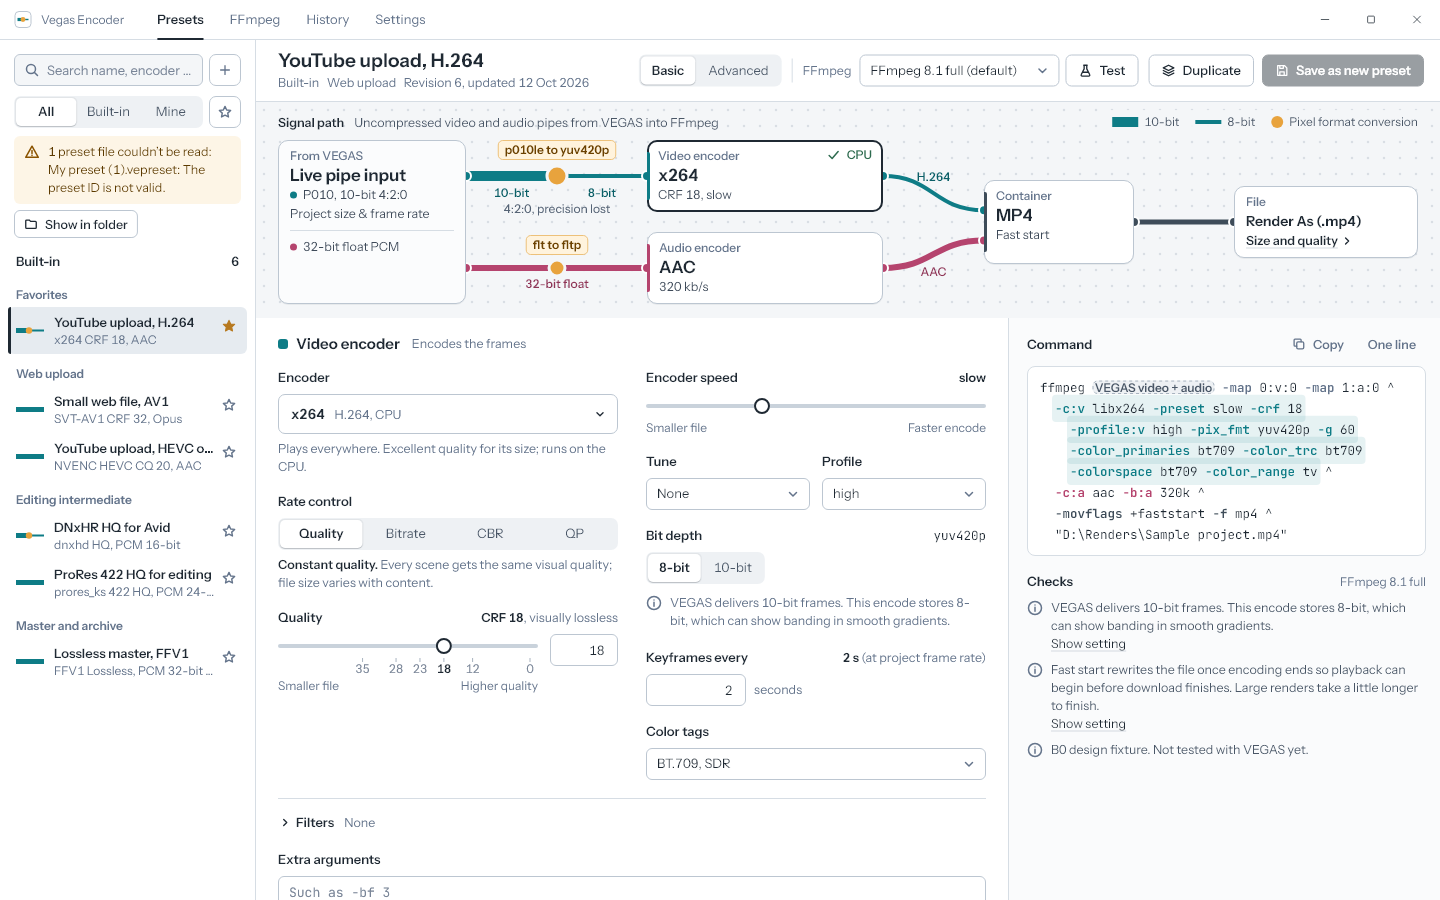 Vegas Encoder
Presets
FFmpeg
History
Settings
Search name, encoder ...
All
Built-in
Mine
1 preset file couldn't be read:
My preset (1).vepreset: The
preset ID is not valid.
Show in folder
Built-in
6
Favorites
YouTube upload, H.264
x264 CRF 18, AAC
Web upload
Small web file, AV1
SVT-AV1 CRF 32, Opus
YouTube upload, HEVC o...
NVENC HEVC CQ 20, AAC
Editing intermediate
DNxHR HQ for Avid
dnxhd HQ, PCM 16-bit
ProRes 422 HQ for editing
prores_ks 422 HQ, PCM 24-...
Master and archive
Lossless master, FFV1
FFV1 Lossless, PCM 32-bit ...
YouTube upload, H.264
Built-in Web upload Revision 6, updated 12 Oct 2026
Basic
Advanced
FFmpeg
FFmpeg 8.1 full (default)
Test
Duplicate
Save as new preset
Signal path Uncompressed video and audio pipes from VEGAS into FFmpeg
10-bit
8-bit
Pixel format conversion
From VEGAS
Live pipe input
P010, 10-bit 4:2:0
Project size & frame rate
32-bit float PCM
p010le to yuv420p
10-bit
8-bit
4:2:0, precision lost
flt to fltp
32-bit float
Video encoder
CPU
x264
CRF 18, slow
Audio encoder
AAC
320 kb/s
H.264
AAC
Container
MP4
Fast start
File
Render As (.mp4)
Size and quality
Video encoder Encodes the frames
Encoder
x264 H.264, CPU
Plays everywhere. Excellent quality for its size; runs on the
CPU.
Rate control
Quality
Bitrate
CBR
QP
Constant quality. Every scene gets the same visual quality;
file size varies with content.
Quality
CRF 18, visually lossless
18
35 28 23 18 12 0
Smaller file
Higher quality
Encoder speed
slow
Smaller file
Faster encode
Tune
Profile
None
high
Bit depth
yuv420p
8-bit
10-bit
VEGAS delivers 10-bit frames. This encode stores 8-
bit, which can show banding in smooth gradients.
Keyframes every
2 s (at project frame rate)
2
seconds
Color tags
BT.709, SDR
Filters None
Extra arguments
Such as -bf 3
Command
Copy
One line
ffmpeg VEGAS video + audio -map 0:v:0 -map 1:a:0 ^
-c:v libx264 -preset slow -crf 18
-profile:v high -pix_fmt yuv420p -g 60
-color_primaries bt709 -color_trc bt709
-colorspace bt709 -color_range tv ^
-c:a aac -b:a 320k ^
-movflags +faststart -f mp4 ^
"D:\Renders\Sample project.mp4"
Checks
FFmpeg 8.1 full
VEGAS delivers 10-bit frames. This encode stores 8-bit, which
can show banding in smooth gradients.
Show setting
Fast start rewrites the file once encoding ends so playback can
begin before download finishes. Large renders take a little longer
to finish.
Show setting
B0 design fixture. Not tested with VEGAS yet.